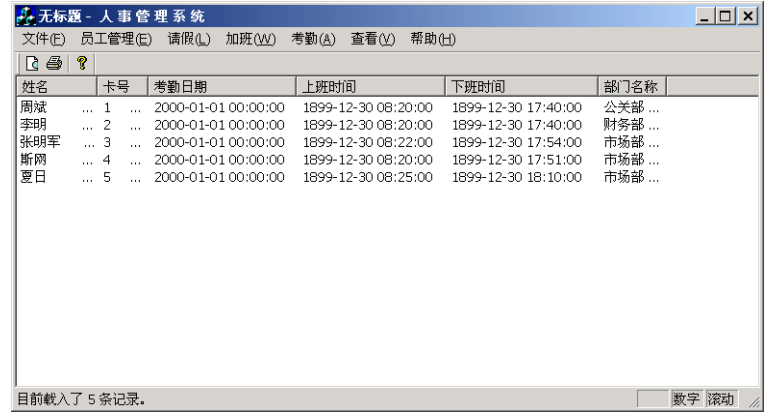 无标题 - 人 事 管 理 系 统
文件(F) 员工管理(E) 请假(L) 加班(W) 考勤(A) 查看(V) 帮助(H)
姓名 卡号 考勤日期 上班时间 下班时间 部门名称
周斌 ... 1 ... 2000-01-01 00:00:00 1899-12-30 08:20:00 1899-12-30 17:40:00 公关部 ...
李明 ... 2 ... 2000-01-01 00:00:00 1899-12-30 08:20:00 1899-12-30 17:40:00 财务部 ...
张明军 ... 3 ... 2000-01-01 00:00:00 1899-12-30 08:22:00 1899-12-30 17:54:00 市场部 ...
斯网 ... 4 ... 2000-01-01 00:00:00 1899-12-30 08:20:00 1899-12-30 17:51:00 市场部 ...
夏日 ... 5 ... 2000-01-01 00:00:00 1899-12-30 08:25:00 1899-12-30 18:10:00 市场部 ...
目前载入了 5 条记录。 数字 滚动